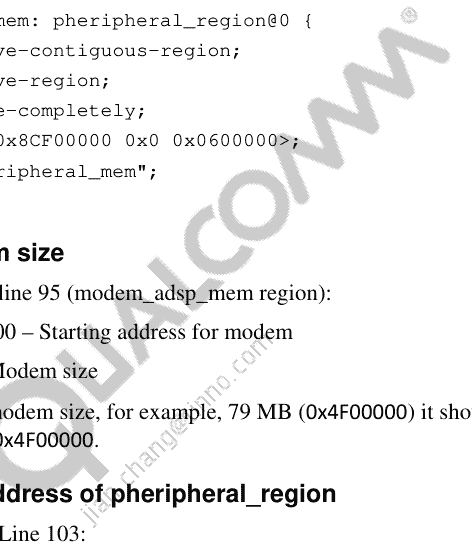 mem: pheripheral_region@0 {
ve-contiguous-region;
ve-region;
e-completely;
0x8CF00000 0x0 0x0600000>;
ripheral_mem";
m size
line 95 (modem_adsp_mem region):
00 – Starting address for modem
Modem size
modem size, for example, 79 MB (0x4F00000) it sho
0x4F00000.
ddress of pheripheral_region
Line 103:
QUALCOMM®